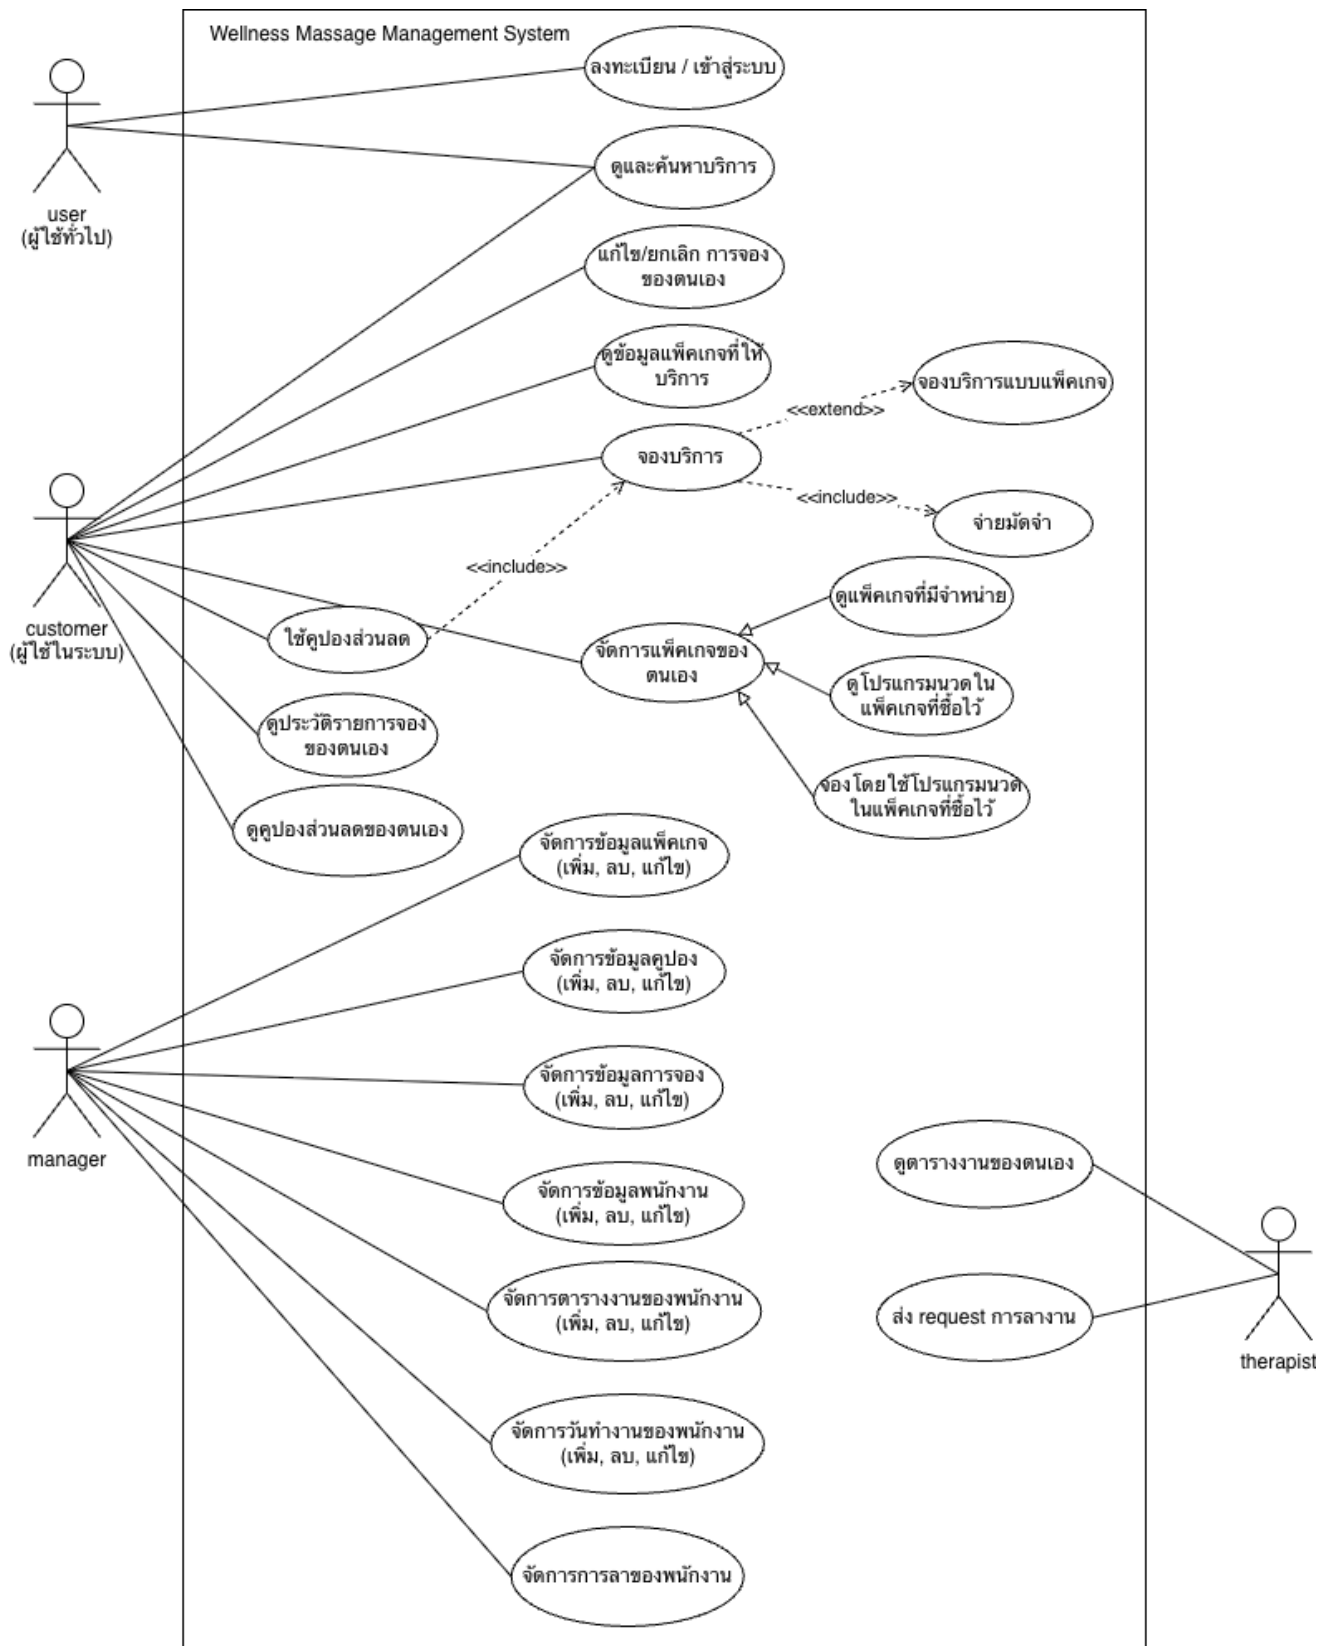 Wellness Massage Management System
ลงทะเบียน / เข้าสู่ระบบ
user
(ผู้ใช้ทั่วไป)
ดูและค้นหาบริการ
แก้ไข/ยกเลิก การจอง
ของตนเอง
ดูข้อมูลแพ็คเกจที่ให้
บริการ
จองบริการแบบแพ็คเกจ
<<extend>>
จองบริการ
<<include>>
จ่ายมัดจำ
<<include>>
customer
(ผู้ใช้ในระบบ)
ใช้คูปองส่วนลด
จัดการแพ็คเกจของ
ตนเอง
ดูแพ็คเกจที่มีจำหน่าย
ดูโปรแกรมนวดใน
แพ็คเกจที่ซื้อไว้
จองโดยใช้โปรแกรมนวด
ในแพ็คเกจที่ซื้อไว้
ดูประวัติรายการจอง
ของตนเอง
ดูคูปองส่วนลดของตนเอง
จัดการข้อมูลแพ็คเกจ
(เพิ่ม, ลบ, แก้ไข)
จัดการข้อมูลคูปอง
(เพิ่ม, ลบ, แก้ไข)
manager
จัดการข้อมูลการจอง
(เพิ่ม, ลบ, แก้ไข)
จัดการข้อมูลพนักงาน
(เพิ่ม, ลบ, แก้ไข)
ดูตารางงานของตนเอง
จัดการตารางงานของพนักงาน
(เพิ่ม, ลบ, แก้ไข)
ส่ง request การลางาน
therapist
จัดการวันทำงานของพนักงาน
(เพิ่ม, ลบ, แก้ไข)
จัดการการลาของพนักงาน